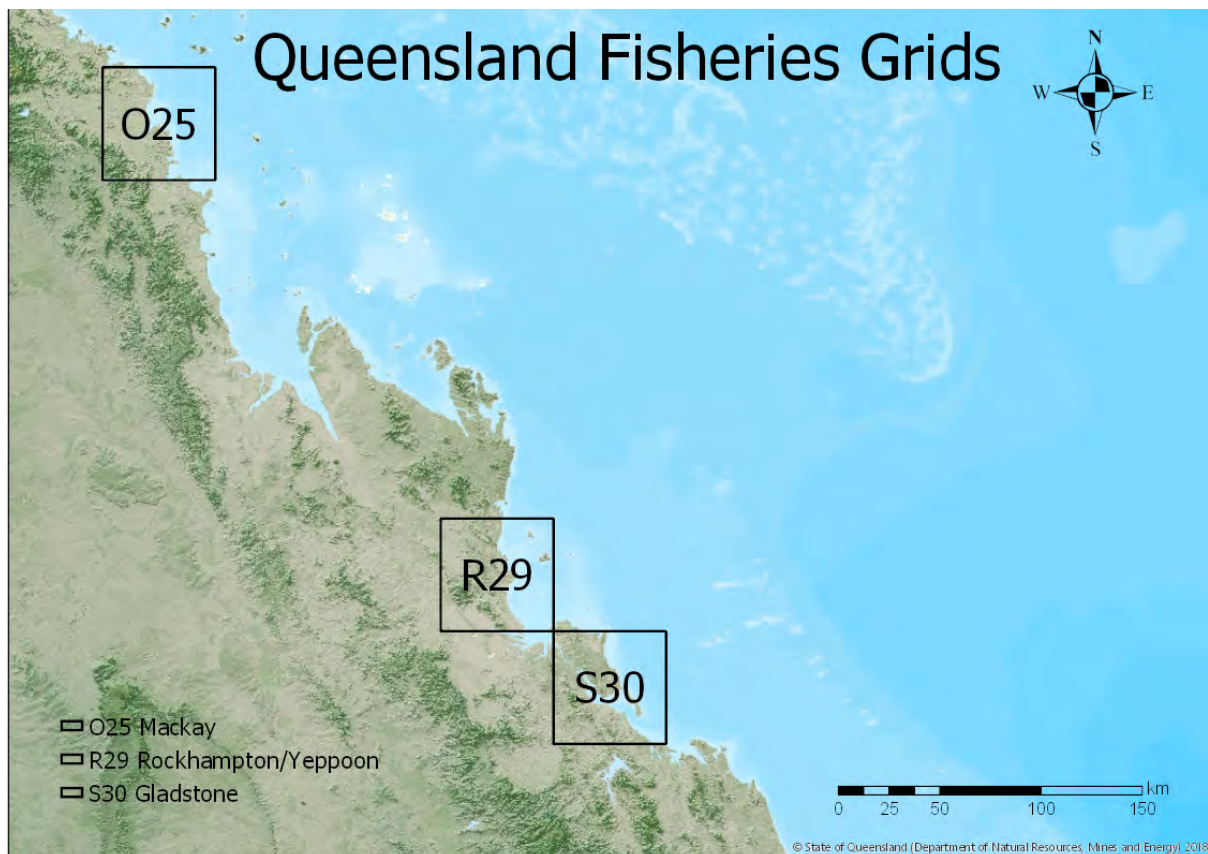 Queensland Fisheries Grids
N
W E
S
O25
R29
S30
O25 Mackay
R29 Rockhampton/Yeppoon
S30 Gladstone
km
0 25 50 100 150
© State of Queensland (Department of Natural Resources, Mines and Energy) 2018